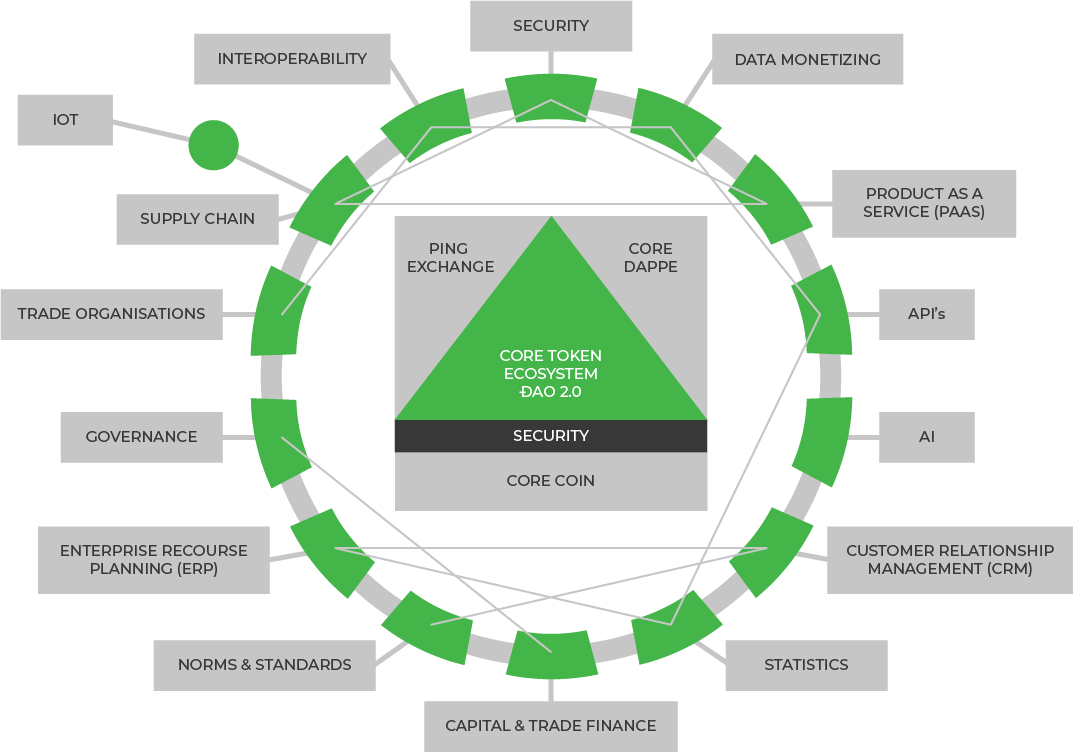 SECURITY
INTEROPERABILITY
DATA MONETIZING
IOT
SUPPLY CHAIN
PRODUCT AS A
SERVICE (PAAS)
PING
EXCHANGE
CORE
DAPPE
TRADE ORGANISATIONS
API’s
CORE TOKEN
ECOSYSTEM
ÐAO 2.0
GOVERNANCE
SECURITY
AI
CORE COIN
ENTERPRISE RECOURSE
PLANNING (ERP)
CUSTOMER RELATIONSHIP
MANAGEMENT (CRM)
NORMS & STANDARDS
STATISTICS
CAPITAL & TRADE FINANCE